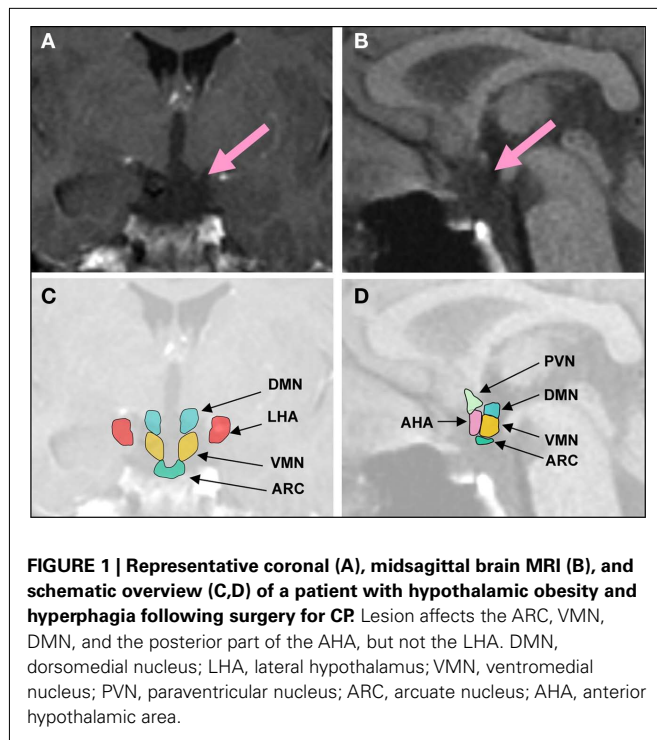 A
B
C
DMN
LHA
VMN
ARC
D
PVN
DMN
AHA
VMN
ARC
FIGURE 1 | Representative coronal (A), midsagittal brain MRI (B), and
schematic overview (C,D) of a patient with hypothalamic obesity and
hyperphagia following surgery for CP. Lesion affects the ARC, VMN,
DMN, and the posterior part of the AHA, but not the LHA. DMN,
dorsomedial nucleus; LHA, lateral hypothalamus; VMN, ventromedial
nucleus; PVN, paraventricular nucleus; ARC, arcuate nucleus; AHA, anterior
hypothalamic area.